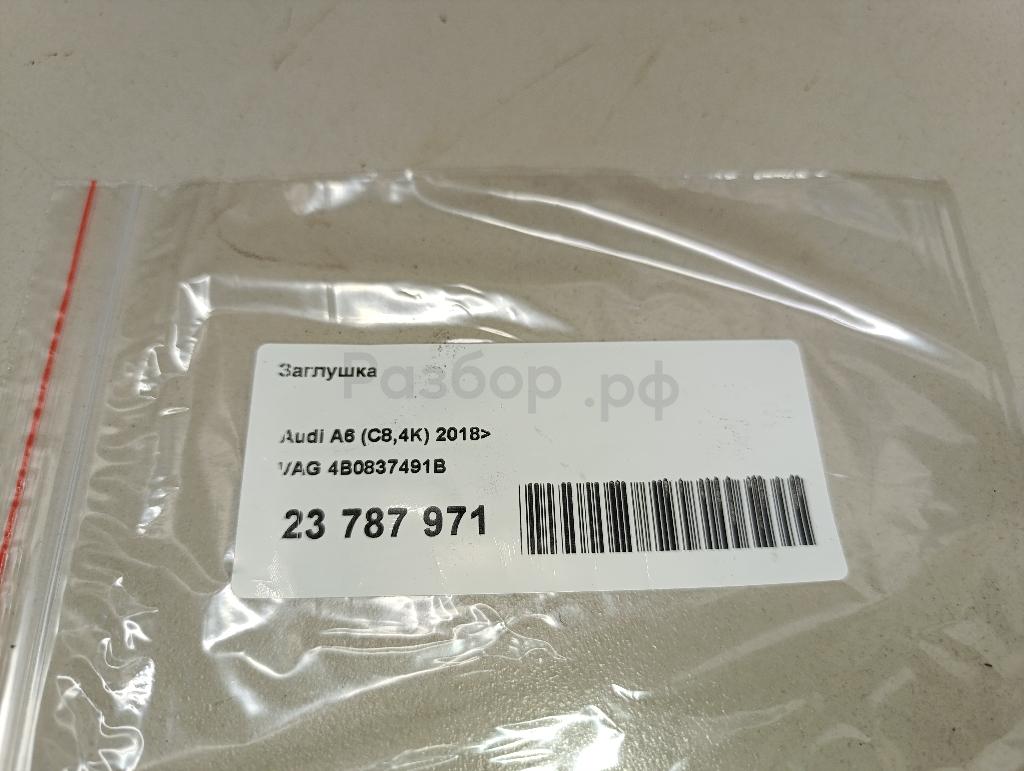 Заглушка
Разбор.рф
Audi A6 (C8,4K) 2018>
VAG 4B0837491B
23 787 971